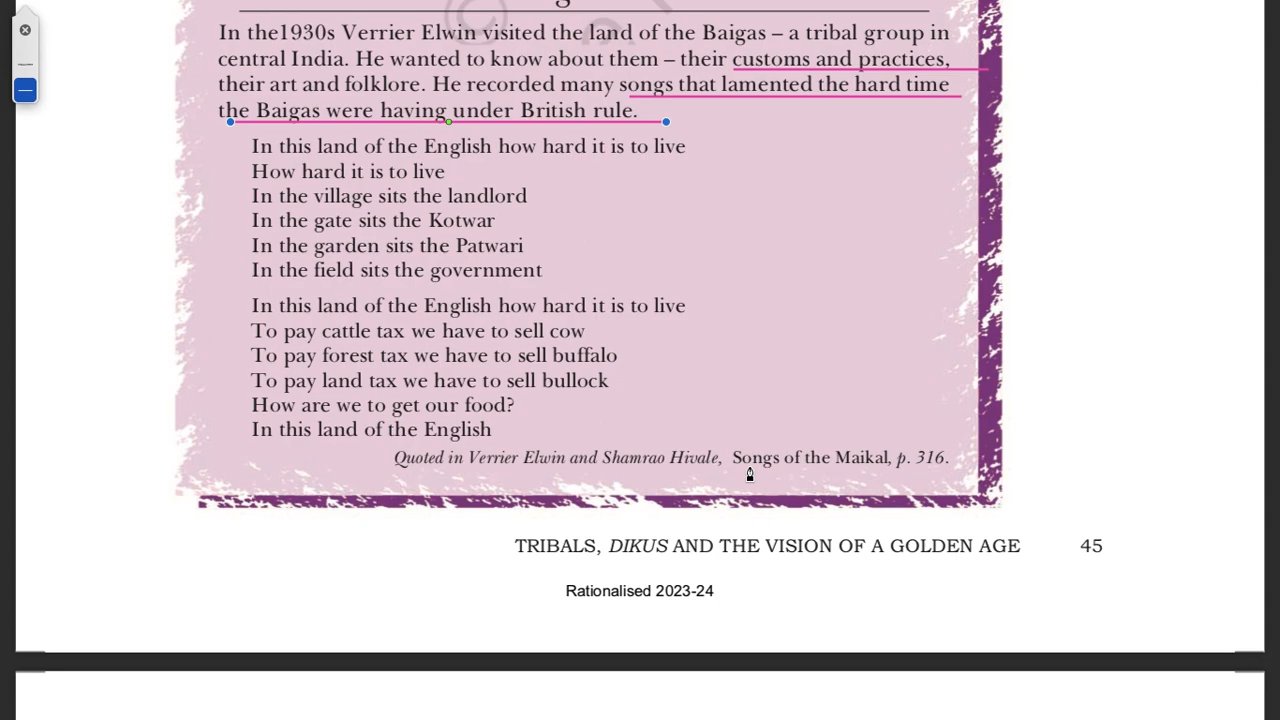 In the1930s Verrier Elwin visited the land of the Baigas – a tribal group in
central India. He wanted to know about them – their customs and practices,
their art and folklore. He recorded many songs that lamented the hard time
the Baigas were having under British rule.
In this land of the English how hard it is to live
How hard it is to live
In the village sits the landlord
In the gate sits the Kotwar
In the garden sits the Patwari
In the field sits the government
In this land of the English how hard it is to live
To pay cattle tax we have to sell cow
To pay forest tax we have to sell buffalo
To pay land tax we have to sell bullock
How are we to get our food?
In this land of the English
Quoted in Verrier Elwin and Shamrao Hivale, Songs of the Maikal, p. 316.
TRIBALS, DIKUS AND THE VISION OF A GOLDEN AGE 45
Rationalised 2023-24